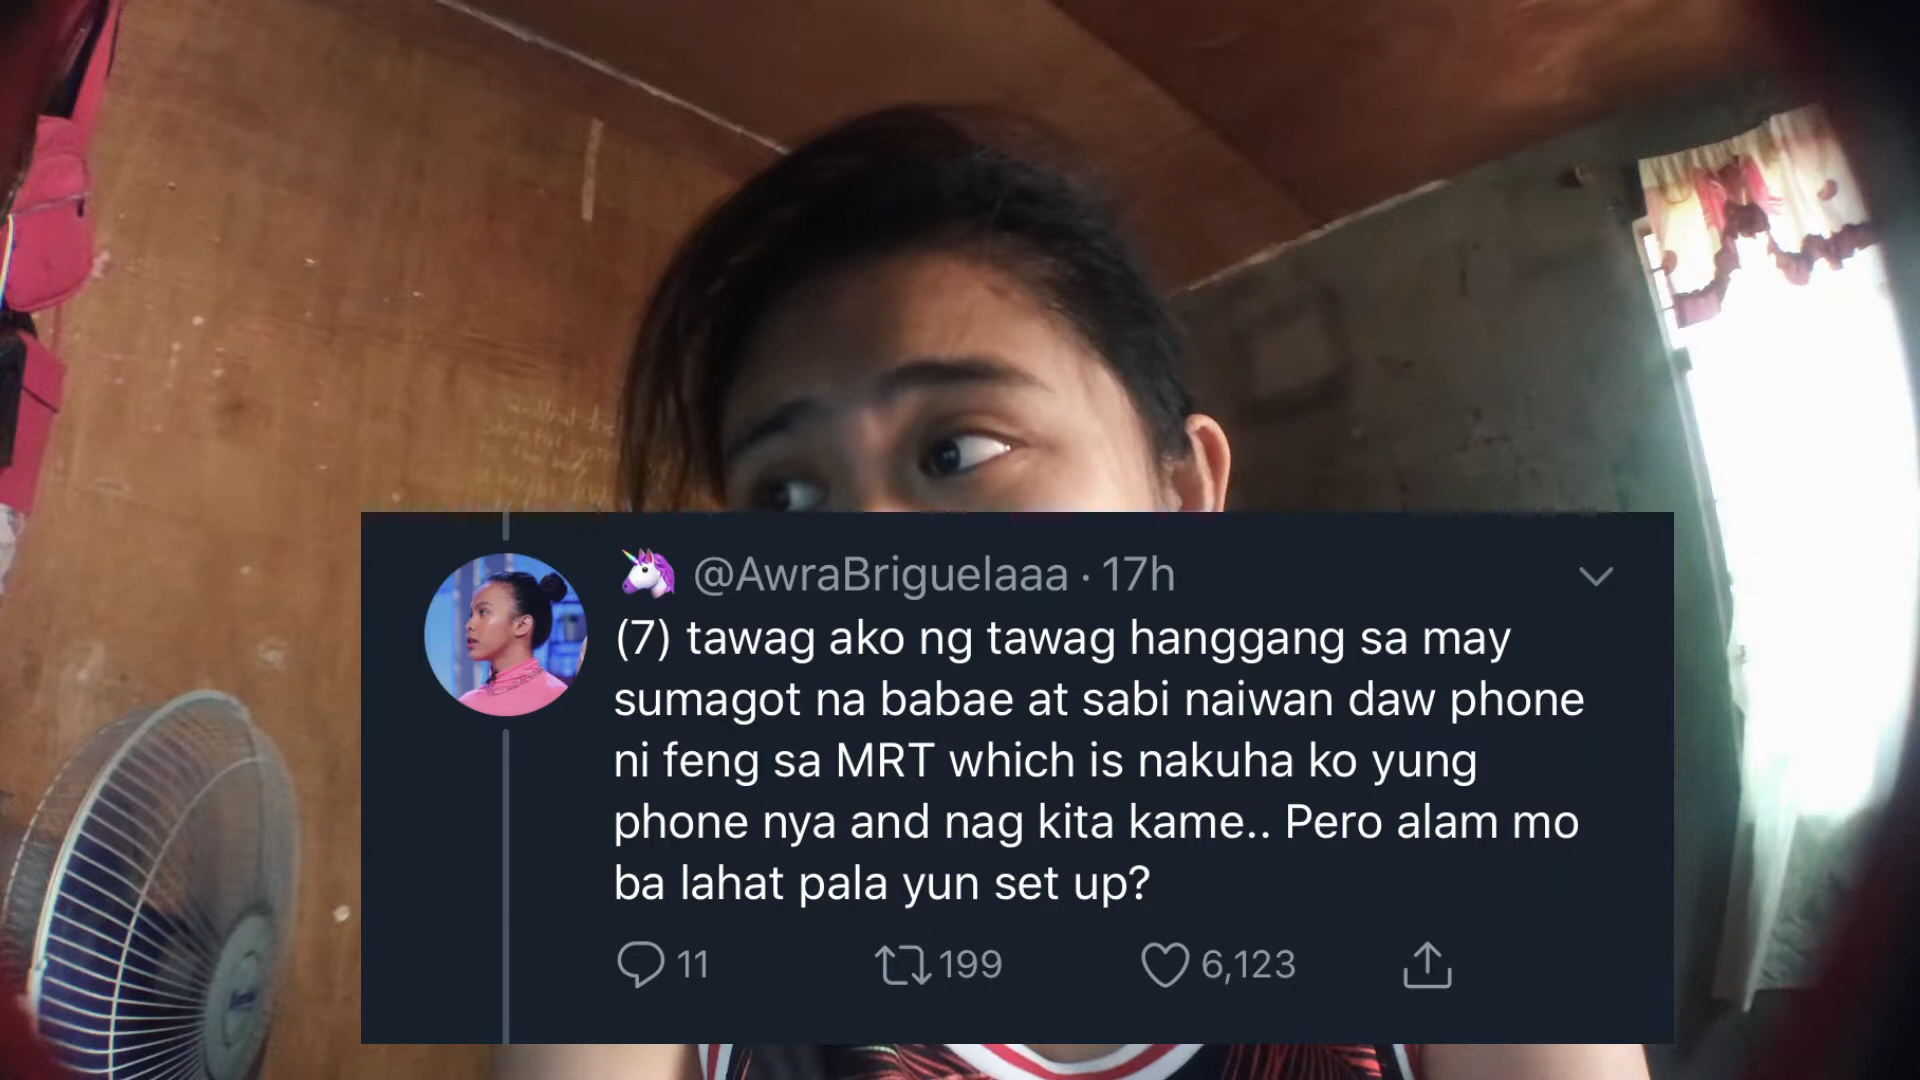 @AwraBriguelaaa · 17h
(7) tawag ako ng tawag hanggang sa may
sumagot na babae at sabi naiwan daw phone
ni feng sa MRT which is nakuha ko yung
phone nya and nag kita kame.. Pero alam mo
ba lahat pala yun set up?
11 199 6,123